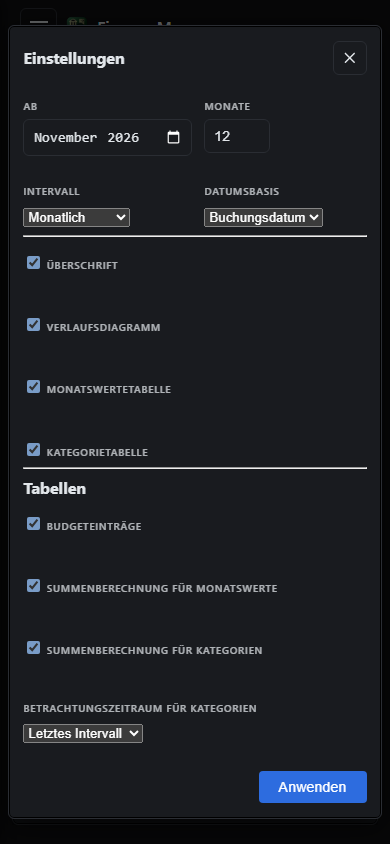 Einstellungen
AB
MONATE
November 2026
12
INTERVALL
DATUMSBASIS
Monatlich
Buchungsdatum
ÜBERSCHRIFT
VERLAUFSDIAGRAMM
MONATSWERTETABELLE
KATEGORIETABELLE
Tabellen
BUDGETEINTRÄGE
SUMMENBERECHNUNG FÜR MONATSWERTE
SUMMENBERECHNUNG FÜR KATEGORIEN
BETRACHTUNGSZEITRAUM FÜR KATEGORIEN
Letztes Intervall
Anwenden